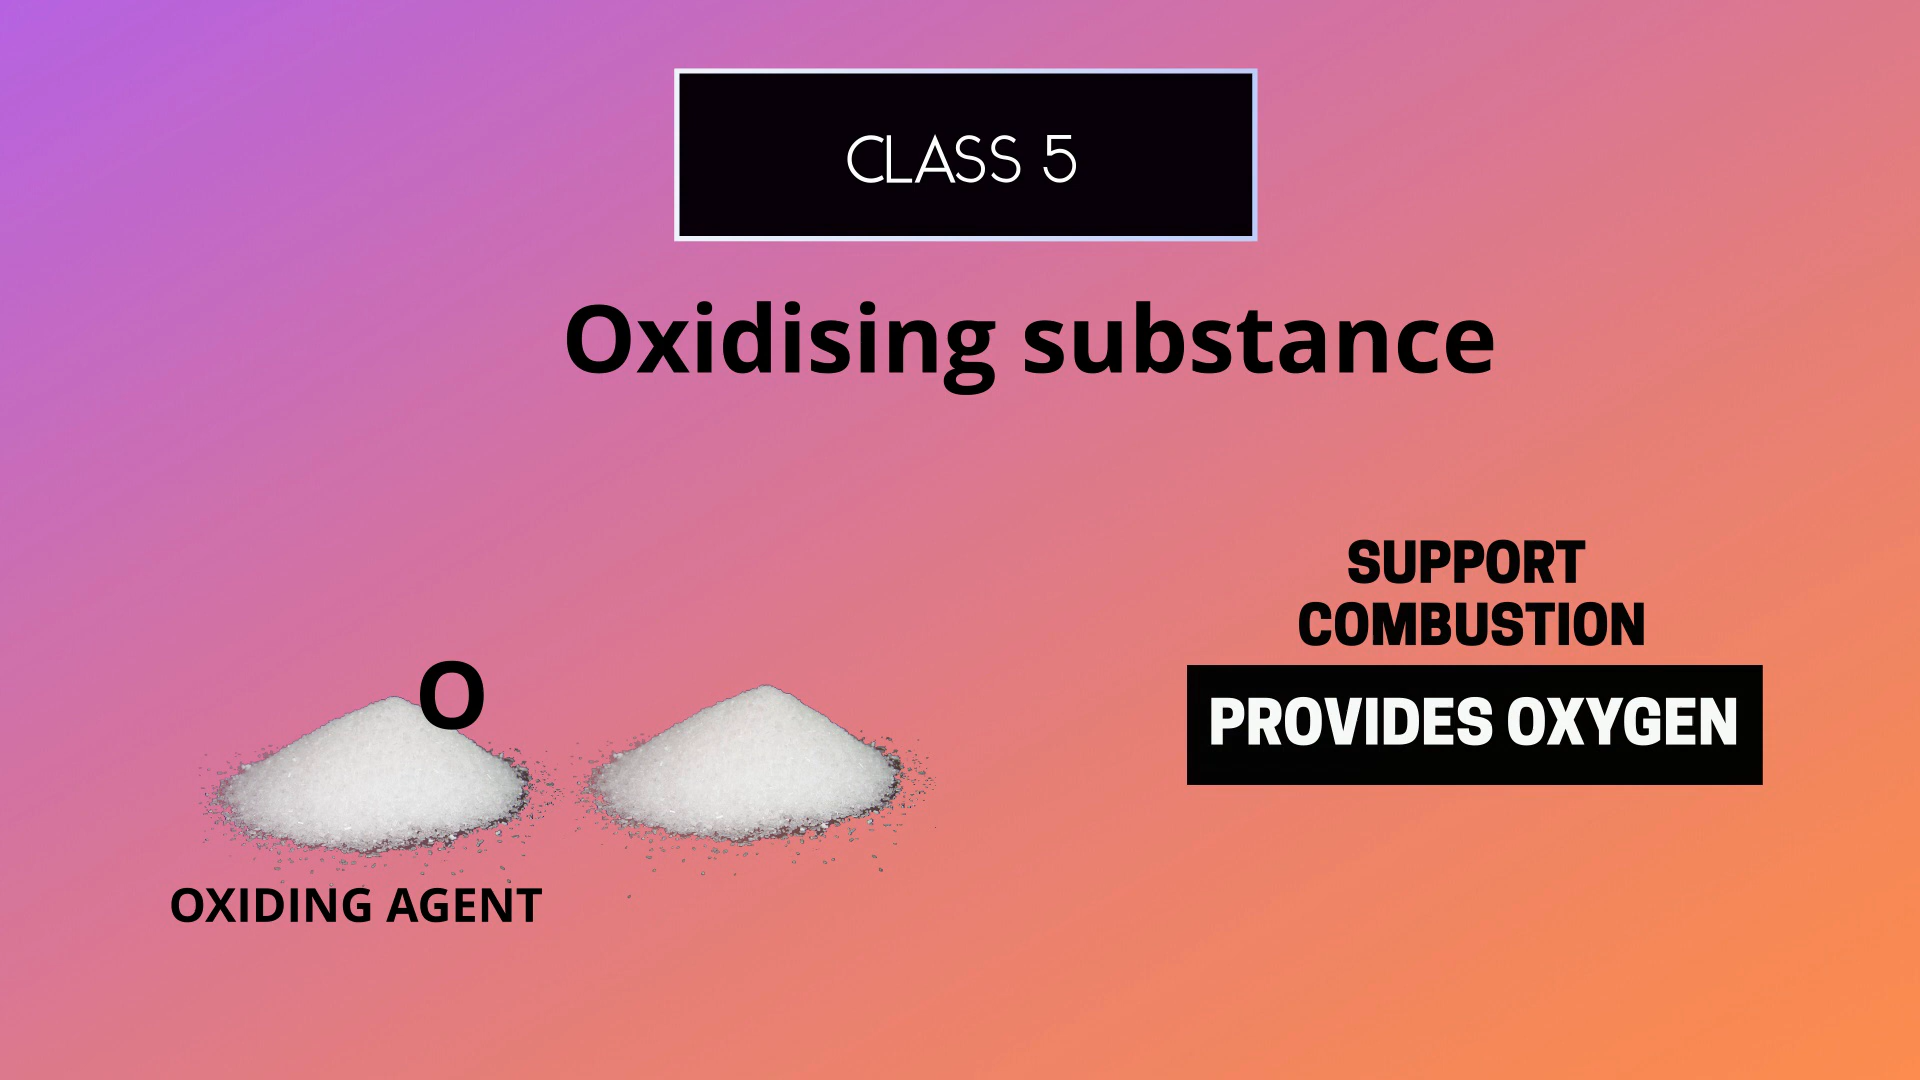 CLASS 5
Oxidising substance
SUPPORT
COMBUSTION
PROVIDES OXYGEN
O
OXIDING AGENT